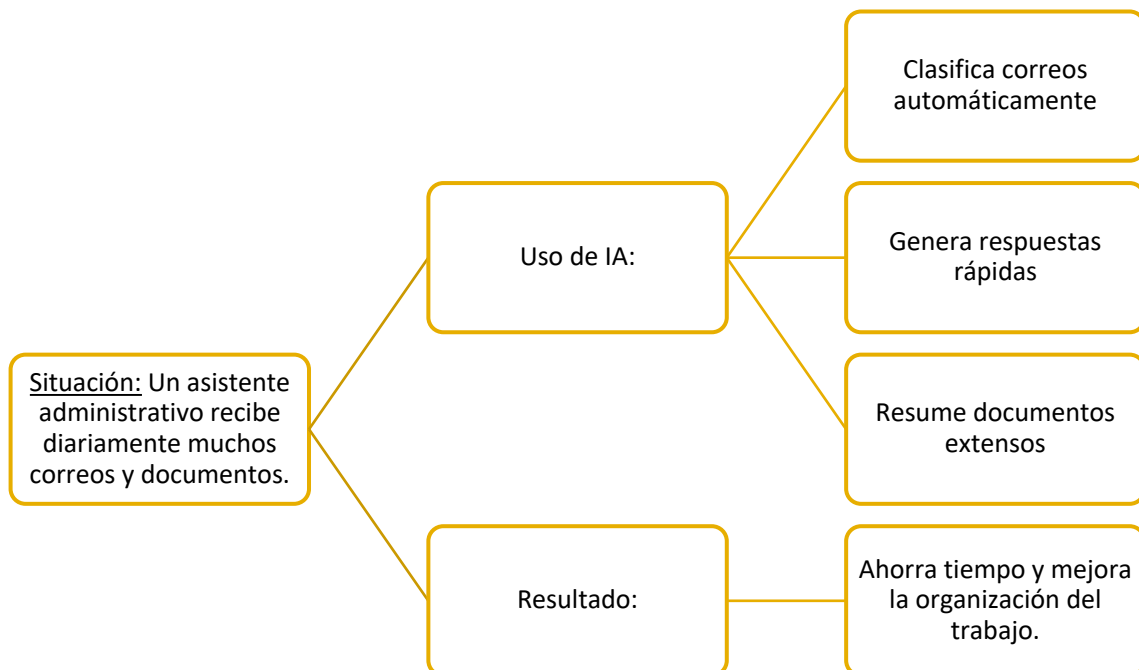 Situación: Un asistente
administrativo recibe
diariamente muchos
correos y documentos.
Uso de IA:
Clasifica correos
automáticamente
Genera respuestas
rápidas
Resume documentos
extensos
Resultado:
Ahorra tiempo y mejora
la organización del
trabajo.